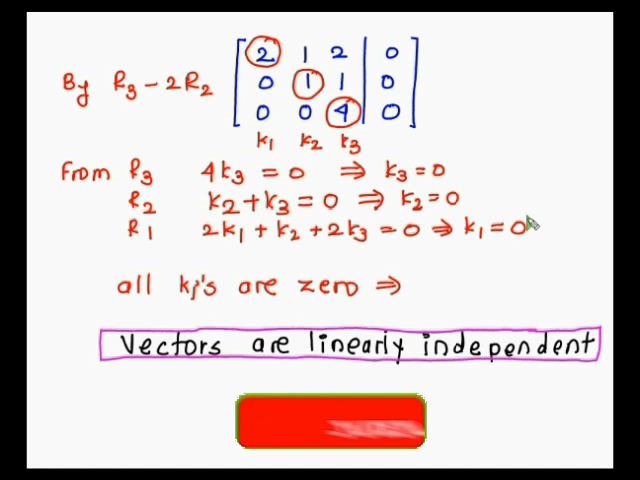 2 1 2 | 0
By R3 - 2R2 0 1 1 | 0
0 0 4 | 0
k1 k2 k3
From R3 4k3 = 0 ⇒ k3 = 0
R2 k2 + k3 = 0 ⇒ k2 = 0
R1 2k1 + k2 + 2k3 = 0 ⇒ k1 = 0
all ki's are zero ⇒
Vectors are linearly independent